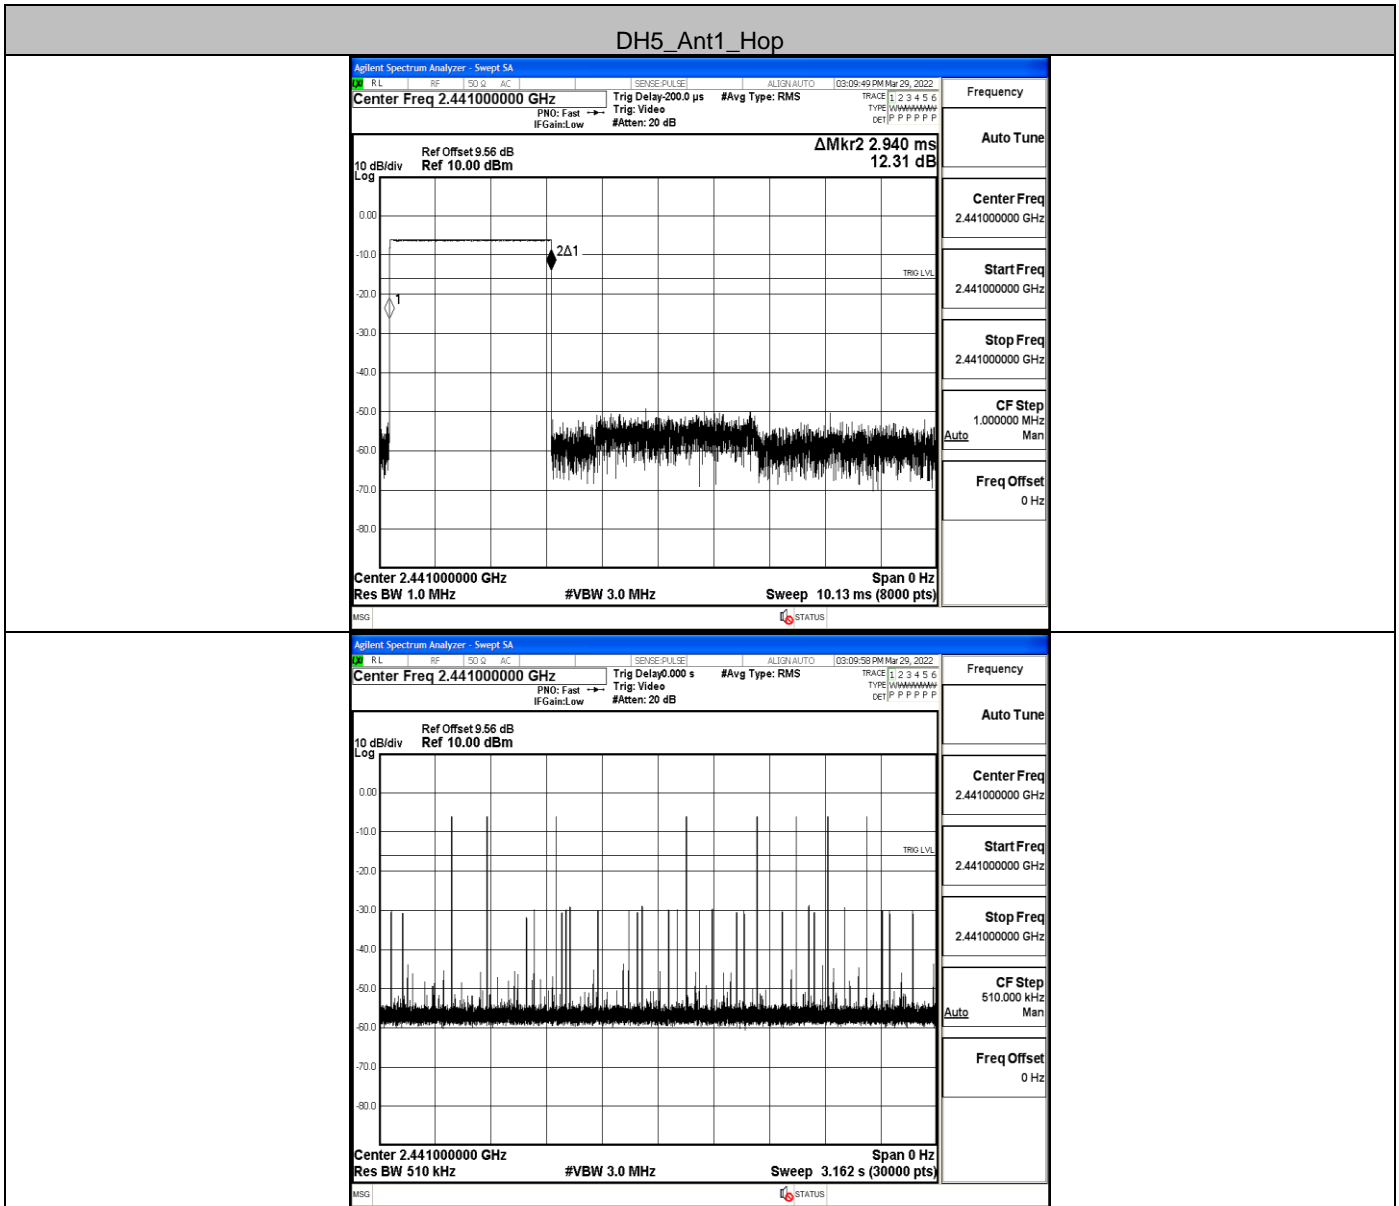 DH5_Ant1_Hop
Agilent Spectrum Analyzer - Swept SA
RL RF 50 Ω AC SENSE:PULSE ALIGN AUTO 03:09:49 PM Mar 29, 2022
Center Freq 2.441000000 GHz
PNO: Fast
IFGain:Low
Trig Delay-200.0 µs
Trig: Video
#Atten: 20 dB
#Avg Type: RMS
TRACE 1 2 3 4 5 6
TYPE
DET P P P P P P
Ref Offset 9.56 dB
10 dB/div Ref 10.00 dBm
Log
ΔMkr2 2.940 ms
12.31 dB
0.00
-10.0
-20.0
-30.0
-40.0
-50.0
-60.0
-70.0
-80.0
1
2Δ1
TRIG LVL
Center 2.441000000 GHz Span 0 Hz
Res BW 1.0 MHz #VBW 3.0 MHz Sweep 10.13 ms (8000 pts)
MSG STATUS
Frequency
Auto Tune
Center Freq
2.441000000 GHz
Start Freq
2.441000000 GHz
Stop Freq
2.441000000 GHz
CF Step
1.000000 MHz
Auto Man
Freq Offset
0 Hz
Agilent Spectrum Analyzer - Swept SA
RL RF 50 Ω AC SENSE:PULSE ALIGN AUTO 03:09:58 PM Mar 29, 2022
Center Freq 2.441000000 GHz
PNO: Fast
IFGain:Low
Trig Delay0.000 s
Trig: Video
#Atten: 20 dB
#Avg Type: RMS
TRACE 1 2 3 4 5 6
TYPE
DET P P P P P P
Ref Offset 9.56 dB
10 dB/div Ref 10.00 dBm
Log
0.00
-10.0
-20.0
-30.0
-40.0
-50.0
-60.0
-70.0
-80.0
TRIG LVL
Center 2.441000000 GHz Span 0 Hz
Res BW 510 kHz #VBW 3.0 MHz Sweep 3.162 s (30000 pts)
MSG STATUS
Frequency
Auto Tune
Center Freq
2.441000000 GHz
Start Freq
2.441000000 GHz
Stop Freq
2.441000000 GHz
CF Step
510.000 kHz
Auto Man
Freq Offset
0 Hz